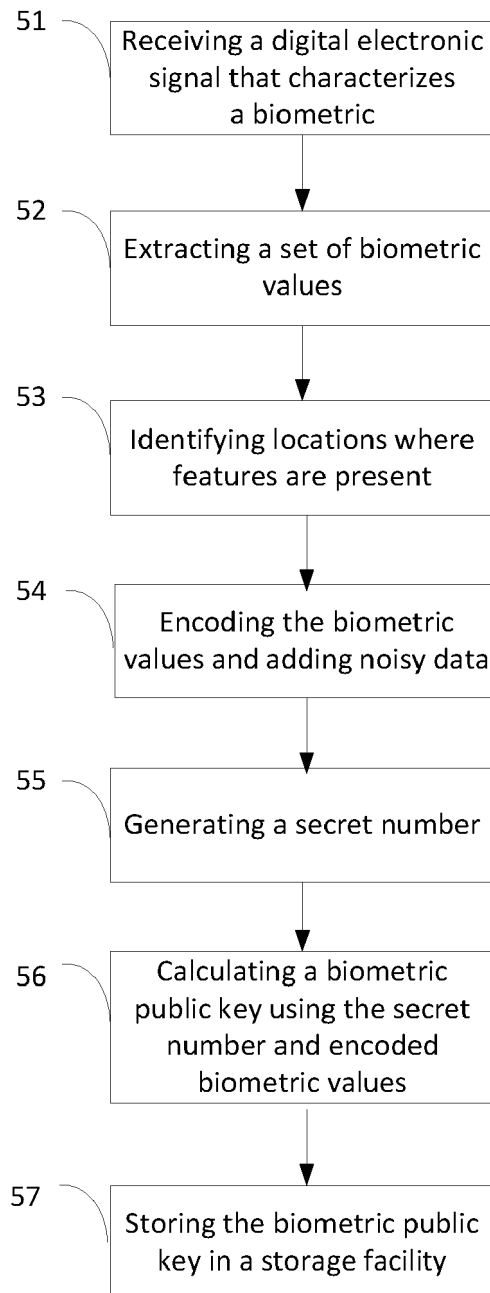 51
Receiving a digital electronic
signal that characterizes
a biometric
52
Extracting a set of biometric
values
53
Identifying locations where
features are present
54
Encoding the biometric
values and adding noisy data
55
Generating a secret number
56
Calculating a biometric
public key using the secret
number and encoded
biometric values
57
Storing the biometric public
key in a storage facility